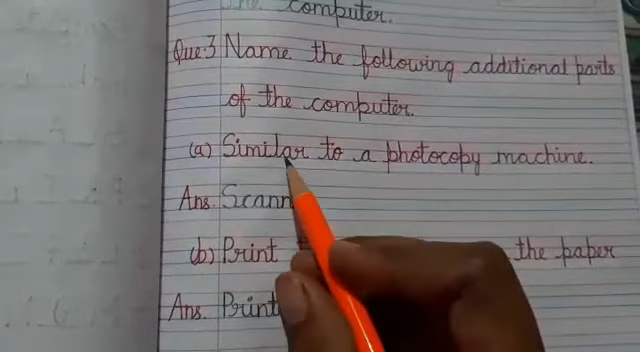 computer.
Que.3 Name the following additional parts
of the computer.
(a) Similar to a photocopy machine.
Ans. Scann
(b) Print the paper
Ans. Print